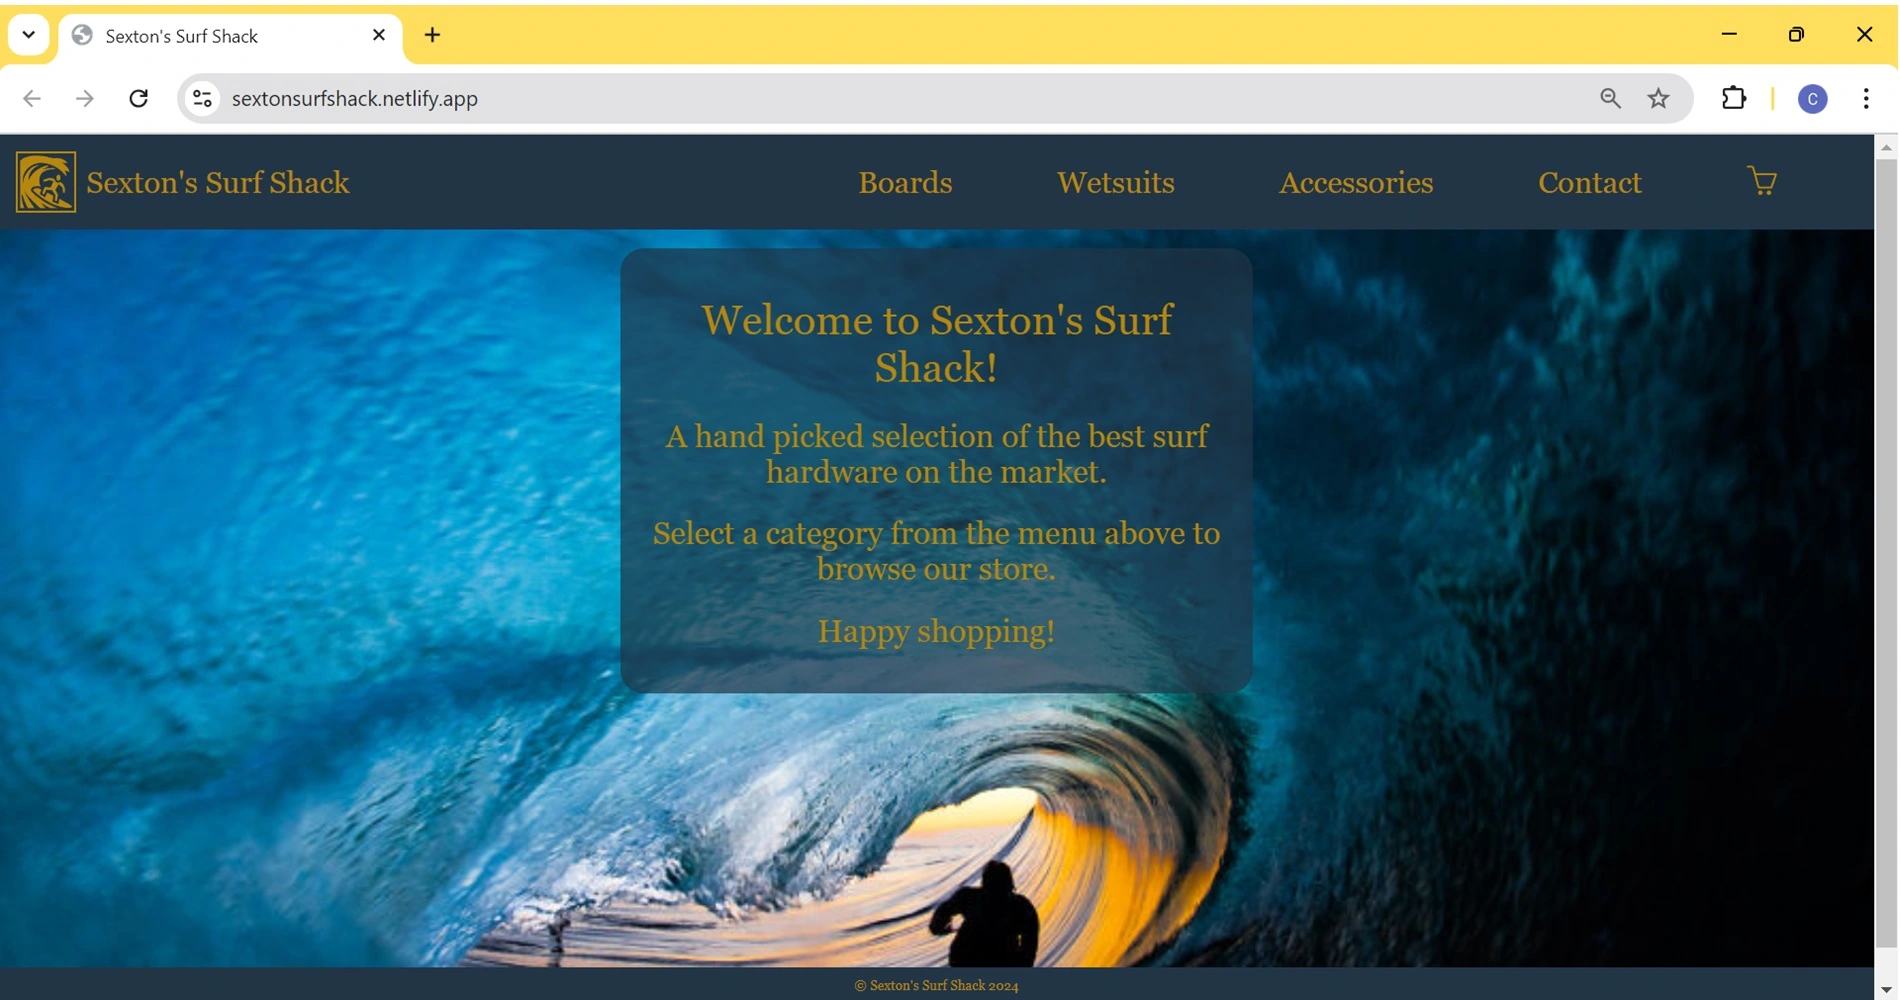 Sexton's Surf Shack
sextonsurfshack.netlify.app
C
Sexton's Surf Shack
Boards
Wetsuits
Accessories
Contact
Welcome to Sexton's Surf
Shack!
A hand picked selection of the best surf
hardware on the market.
Select a category from the menu above to
browse our store.
Happy shopping!
© Sexton's Surf Shack 2024